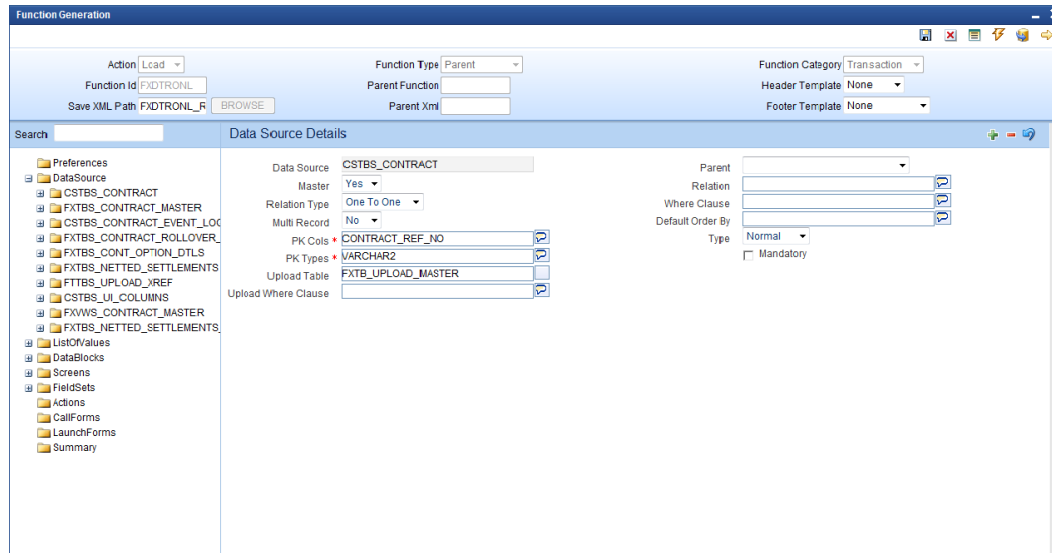 Function Generation
Action Load Function Type Parent Function Category Transaction
Function Id FXDTRONL Parent Function Header Template None
Save XML Path FXDTRONL_R BROWSE Parent Xml Footer Template None
Search Data Source Details
Preferences
DataSource
CSTBS_CONTRACT
FXTBS_CONTRACT_MASTER
CSTBS_CONTRACT_EVENT_LOG
FXTBS_CONTRACT_ROLLOVER_
FXTBS_CONT_OPTION_DTLS
FXTBS_NETTED_SETTLEMENTS
FTTBS_UPLOAD_XREF
CSTBS_UI_COLUMNS
FXVWS_CONTRACT_MASTER
FXTBS_NETTED_SETTLEMENTS_
ListOfValues
DataBlocks
Screens
FieldSets
Actions
CallForms
LaunchForms
Summary
Data Source CSTBS_CONTRACT Parent
Master Yes Relation
Relation Type One To One Where Clause
Multi Record No Default Order By
PK Cols * CONTRACT_REF_NO Type Normal
PK Types * VARCHAR2 Mandatory
Upload Table FXTB_UPLOAD_MASTER
Upload Where Clause